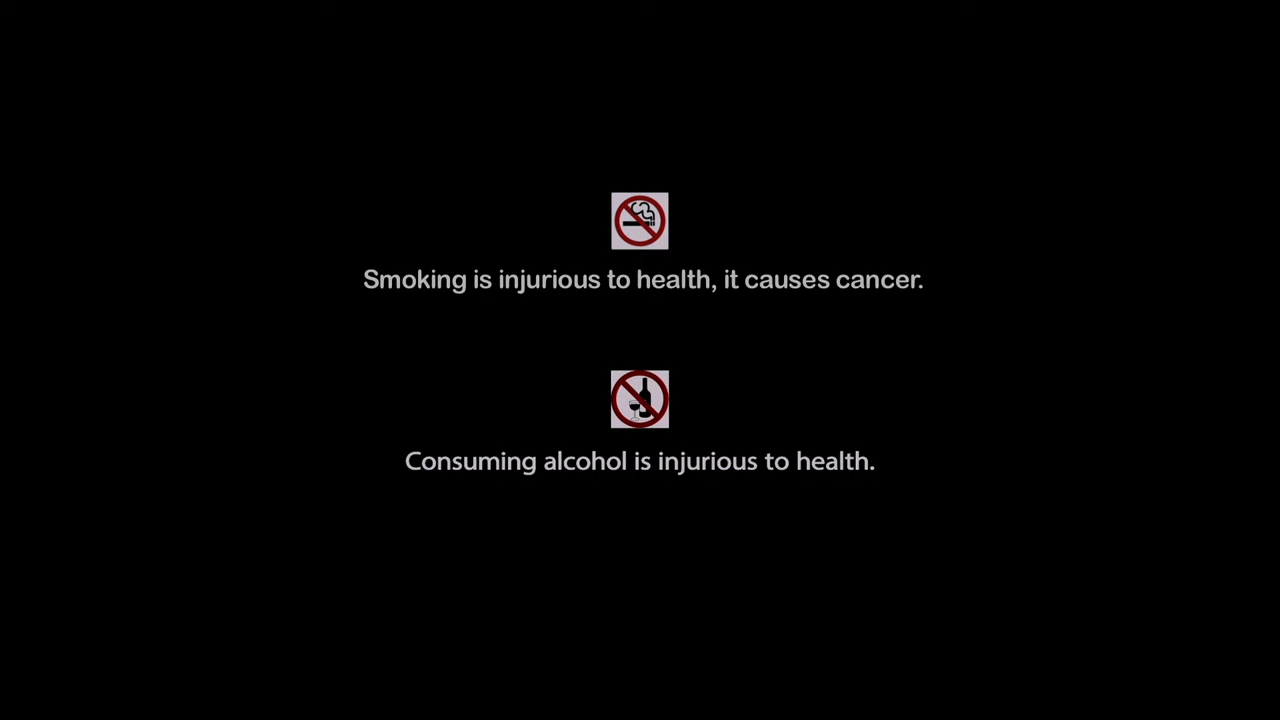 Smoking is injurious to health, it causes cancer.
Consuming alcohol is injurious to health.